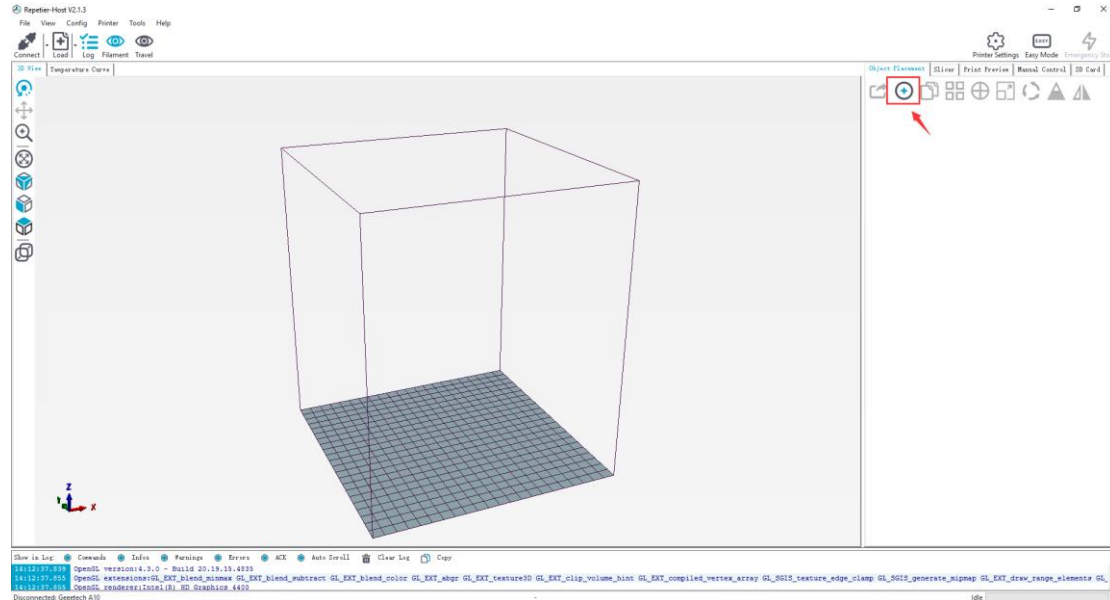 Repetier-Host V2.1.3
File View Config Printer Tools Help
Connect Load Log Filament Travel
Printer Settings Easy Mode Emergency Sto
EASY
3D View Temperature Curve
Object Placement Slicer Print Preview Manual Control SD Card
Z
Y
X
Show in Log: Commands Infos Warnings Errors ACK Auto Scroll Clear Log Copy
14:12:37.839 OpenGL version:4.3.0 - Build 20.19.15.4835
14:12:37.855 OpenGL extensions:GL_EXT_blend_minmax GL_EXT_blend_subtract GL_EXT_blend_color GL_EXT_abgr GL_EXT_texture3D GL_EXT_clip_volume_hint GL_EXT_compiled_vertex_array GL_SGIS_texture_edge_clamp GL_SGIS_generate_mipmap GL_EXT_draw_range_elements GL_
14:12:37.855 OpenGL renderer:Intel(R) HD Graphics 4400
Disconnected: Geeetech A10 - Idle